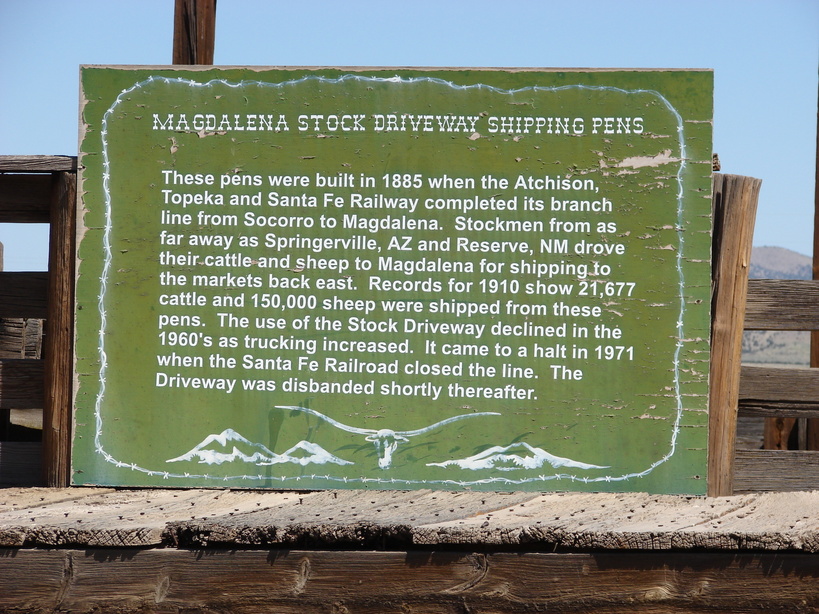 MAGDALENA STOCK DRIVEWAY SHIPPING PENS
These pens were built in 1885 when the Atchison,
Topeka and Santa Fe Railway completed its branch
line from Socorro to Magdalena. Stockmen from as
far away as Springerville, AZ and Reserve, NM drove
their cattle and sheep to Magdalena for shipping to
the markets back east. Records for 1910 show 21,677
cattle and 150,000 sheep were shipped from these
pens. The use of the Stock Driveway declined in the
1960's as trucking increased. It came to a halt in 1971
when the Santa Fe Railroad closed the line. The
Driveway was disbanded shortly thereafter.